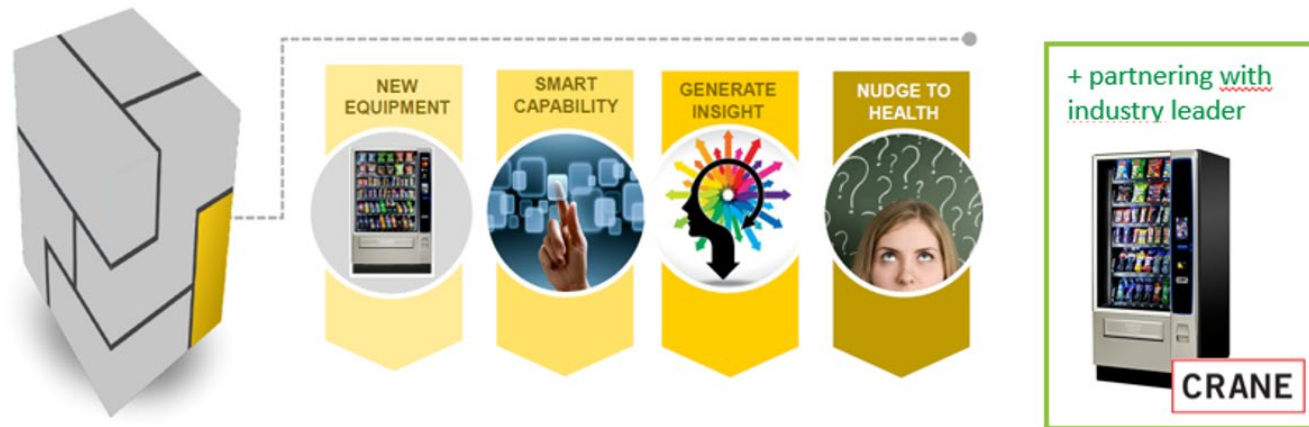 NEW
EQUIPMENT
SMART
CAPABILITY
GENERATE
INSIGHT
NUDGE TO
HEALTH
+ partnering with
industry leader
CRANE